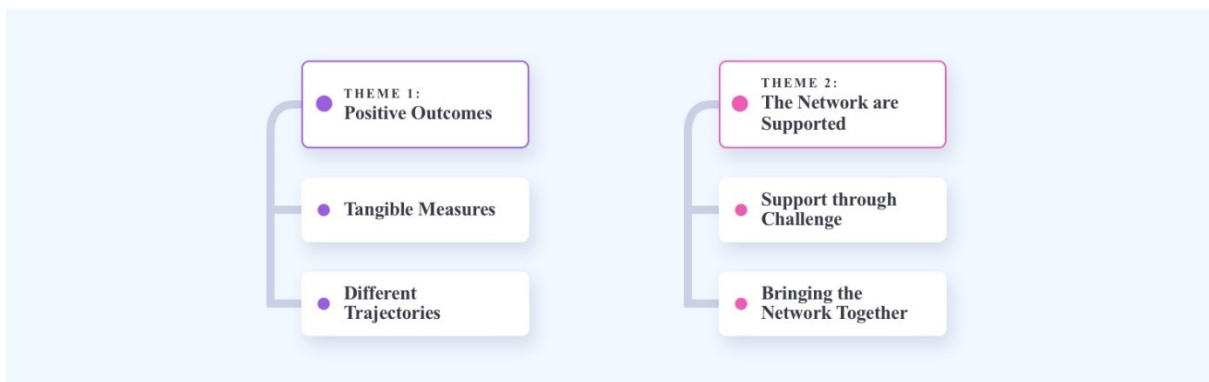 THEME 1:
Positive Outcomes
Tangible Measures
Different
Trajectories
THEME 2:
The Network are
Supported
Support through
Challenge
Bringing the
Network Together